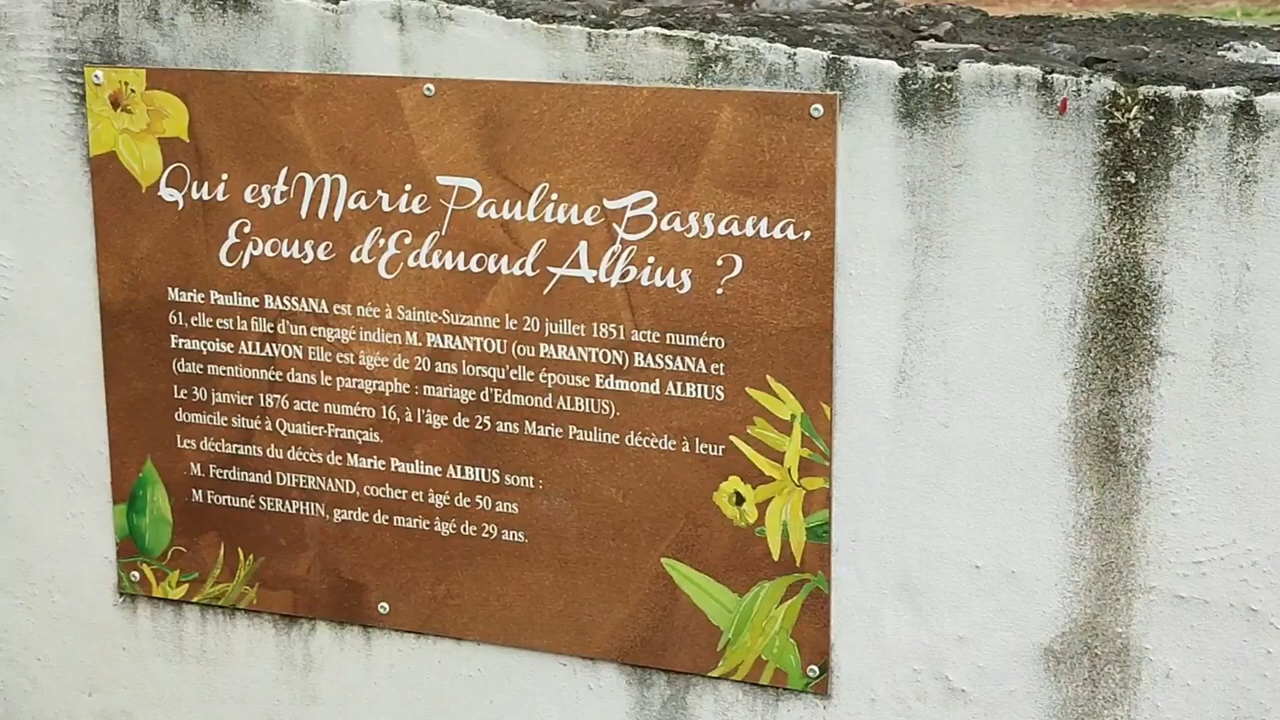 Qui est Marie Pauline Bassana,
Epouse d'Edmond Albius ?
Marie Pauline BASSANA est née à Sainte-Suzanne le 20 juillet 1851 acte numéro
61, elle est la fille d'un engagé indien M. PARANTOU (ou PARANTON) BASSANA et
Françoise ALLAVON Elle est âgée de 20 ans lorsqu'elle épouse Edmond ALBIUS
(date mentionnée dans le paragraphe : mariage d'Edmond ALBIUS).
Le 30 janvier 1876 acte numéro 16, à l'âge de 25 ans Marie Pauline décède à leur
domicile situé à Quatier-Français.
Les déclarants du décès de Marie Pauline ALBIUS sont :
. M. Ferdinand DIFERNAND, cocher et âgé de 50 ans
. M Fortuné SERAPHIN, garde de marie âgé de 29 ans.